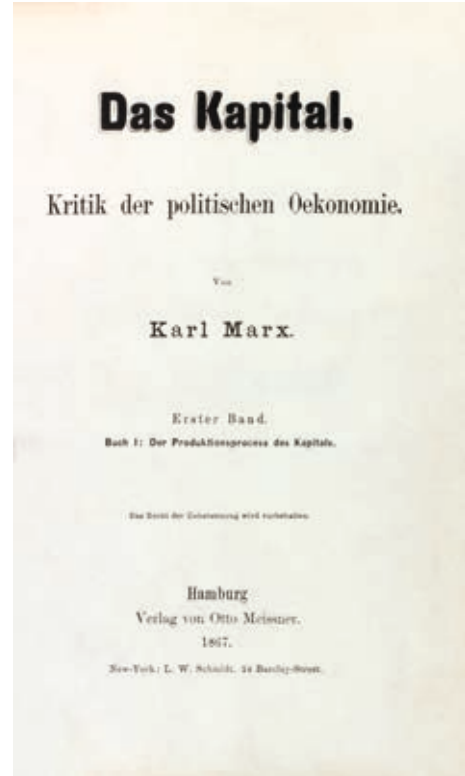 Das Kapital.
Kritik der politischen Oekonomie.
Von
Karl Marx.
Erster Band.
Buch I: Der Produktionsprocess des Kapitals.
Das Recht der Uebersetzung wird vorbehalten.
Hamburg
Verlag von Otto Meissner.
1867.
New-York: L. W. Schmidt. 24 Barclay-Street.